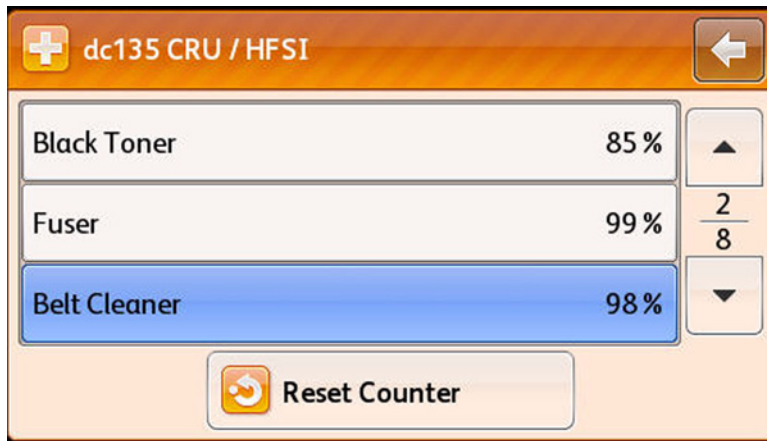 dc135 CRU / HFSI
Black Toner 85%
Fuser 99%
2
8
Belt Cleaner 98%
Reset Counter